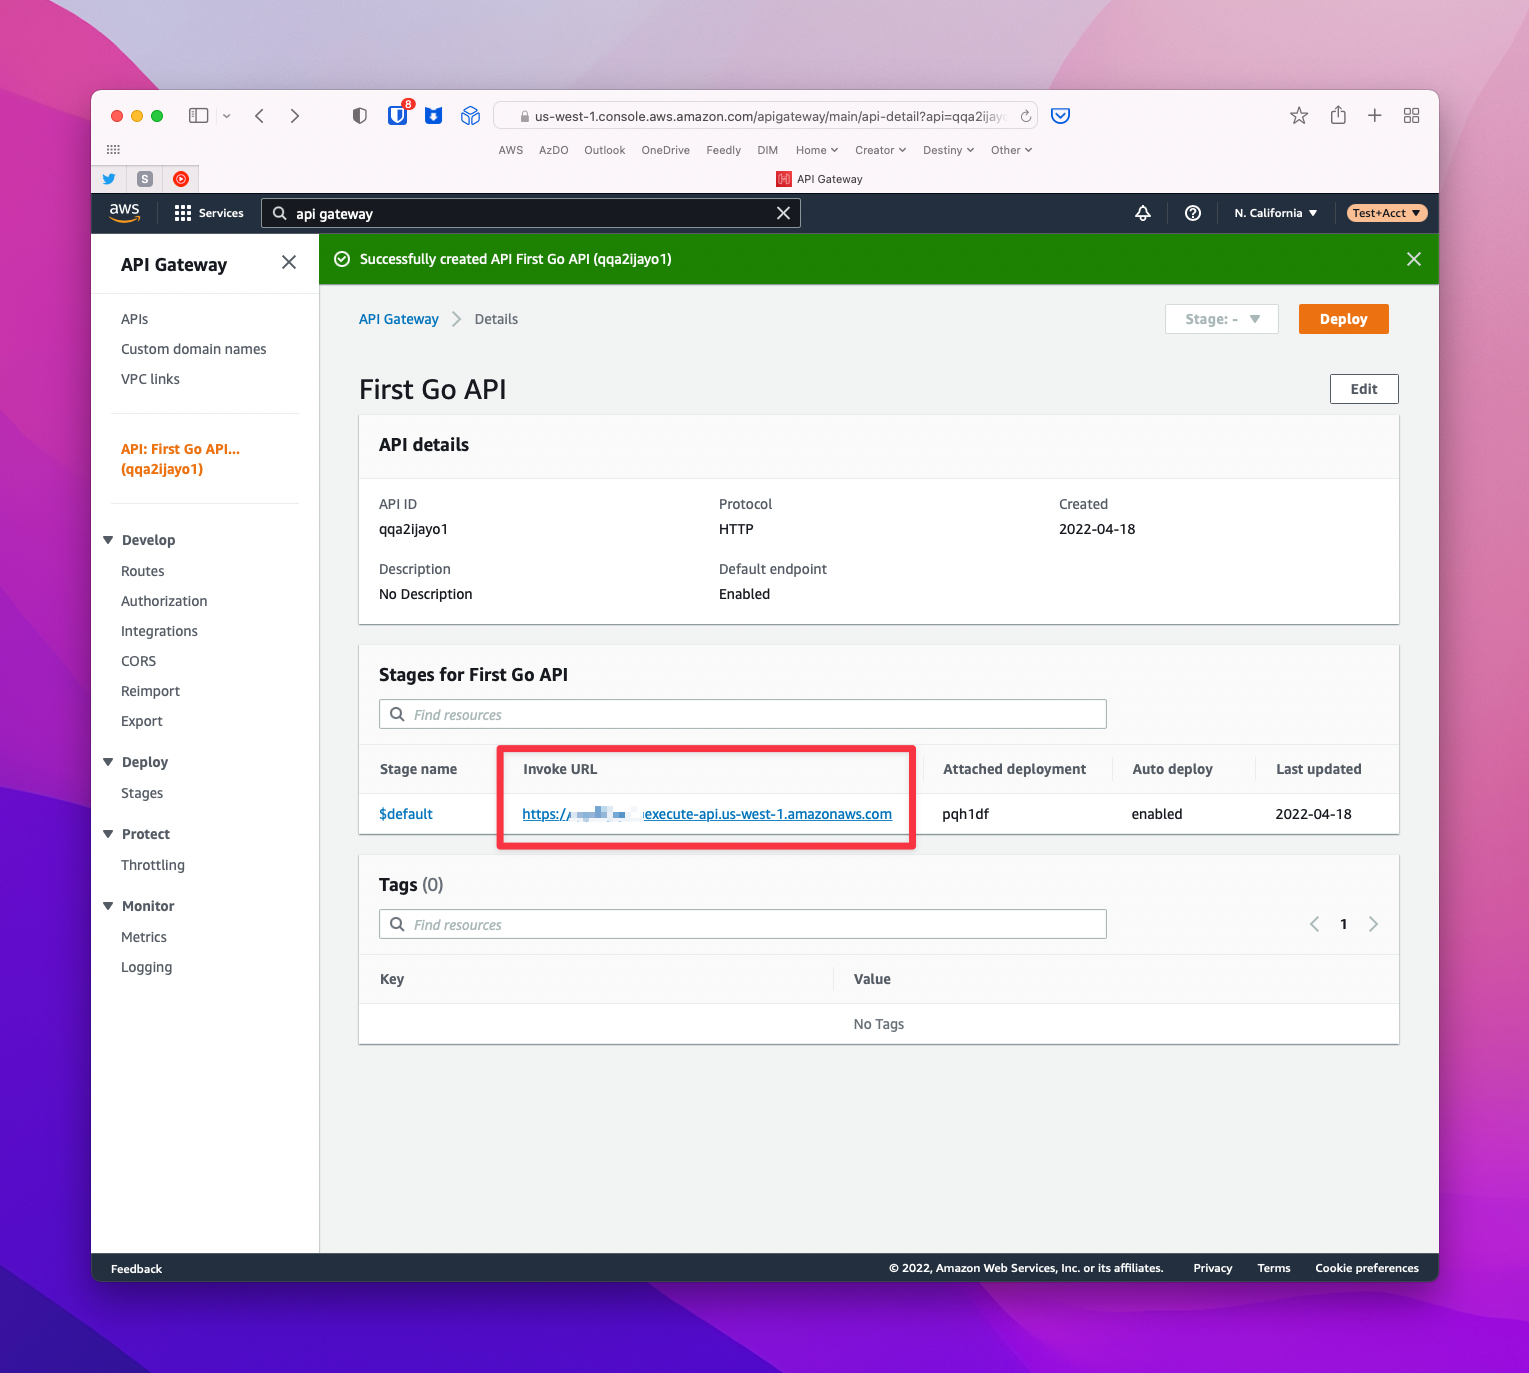 8
us-west-1.console.aws.amazon.com/apigateway/main/api-detail?api=qqa2ijay
AWS AzDO Outlook OneDrive Feedly DIM Home Creator Destiny Other
S
API Gateway
aws Services api gateway N. California Test+Acct
API Gateway
Successfully created API First Go API (qqa2ijayo1)
APIs
Custom domain names
VPC links
API: First Go API...
(qqa2ijayo1)
Develop
Routes
Authorization
Integrations
CORS
Reimport
Export
Deploy
Stages
Protect
Throttling
Monitor
Metrics
Logging
API Gateway Details Stage: - Deploy
First Go API Edit
API details
API ID Protocol Created
qqa2ijayo1 HTTP 2022-04-18
Description Default endpoint
No Description Enabled
Stages for First Go API
Find resources
Stage name Invoke URL Attached deployment Auto deploy Last updated
$default https:// execute-api.us-west-1.amazonaws.com pqh1df enabled 2022-04-18
Tags (0)
Find resources 1
Key Value
No Tags
Feedback © 2022, Amazon Web Services, Inc. or its affiliates. Privacy Terms Cookie preferences